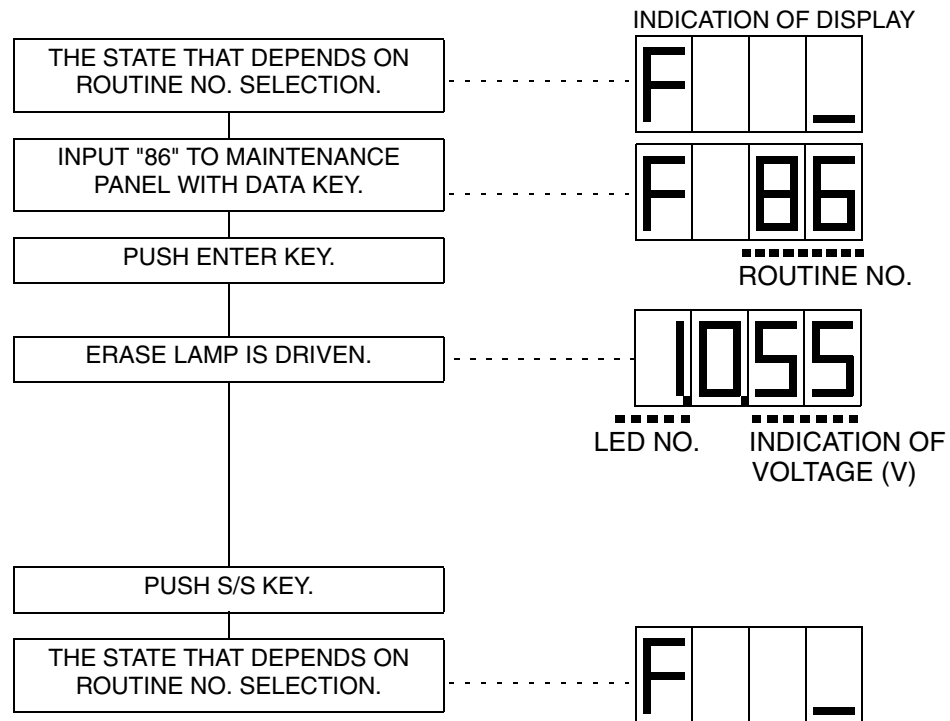 INDICATION OF DISPLAY
THE STATE THAT DEPENDS ON
ROUTINE NO. SELECTION.
F _
INPUT "86" TO MAINTENANCE
PANEL WITH DATA KEY.
F 86
PUSH ENTER KEY.
ROUTINE NO.
ERASE LAMP IS DRIVEN.
1,0,55
LED NO.
INDICATION OF
VOLTAGE (V)
PUSH S/S KEY.
THE STATE THAT DEPENDS ON
ROUTINE NO. SELECTION.
F _